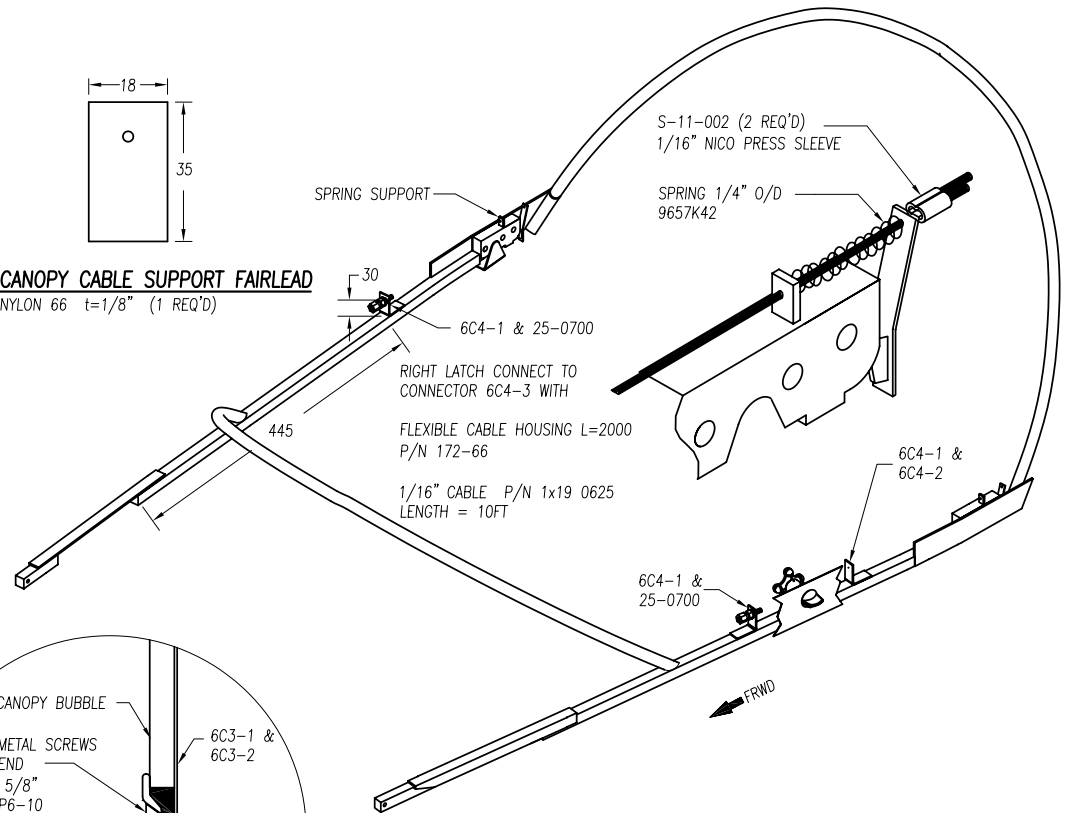 18
35
CANOPY CABLE SUPPORT FAIRLEAD
NYLON 66 t=1/8" (1 REQ'D)
SPRING SUPPORT
30
6C4-1 & 25-0700
S-11-002 (2 REQ'D)
1/16" NICO PRESS SLEEVE
SPRING 1/4" O/D
9657K42
RIGHT LATCH CONNECT TO
CONNECTOR 6C4-3 WITH
FLEXIBLE CABLE HOUSING L=2000
P/N 172-66
1/16" CABLE P/N 1x19 0625
LENGTH = 10FT
445
6C4-1 &
6C4-2
6C4-1 &
25-0700
FRWD
CANOPY BUBBLE
METAL SCREWS
END
5/8"
P6-10
6C3-1 &
6C3-2